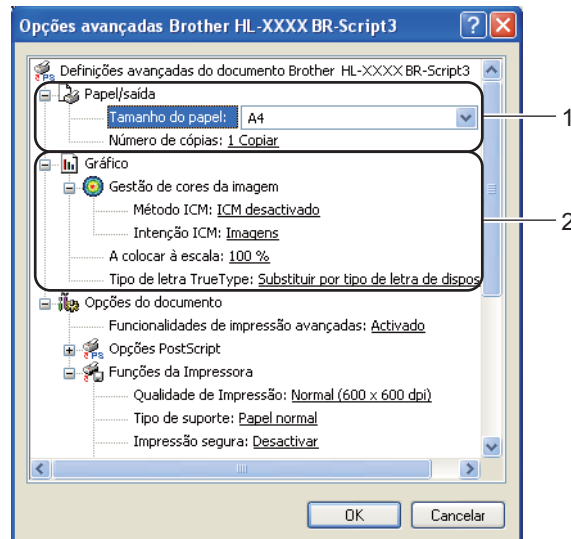 Opções avançadas Brother HL-XXXX BR-Script3
Definições avançadas do documento Brother HL-XXXX BR-Script3
Papel/saída
Tamanho do papel: A4
1
Número de cópias: 1 Copiar
Gráfico
Gestão de cores da imagem
Método ICM: ICM desactivado
2
Intenção ICM: Imagens
A colocar à escala: 100 %
Tipo de letra TrueType: Substituir por tipo de letra de dispos
Opções do documento
Funcionalidades de impressão avançadas: Activado
PS Opções PostScript
Funções da Impressora
Qualidade de Impressão: Normal (600 x 600 dpi)
Tipo de suporte: Papel normal
Impressão segura: Desactivar
OK Cancelar